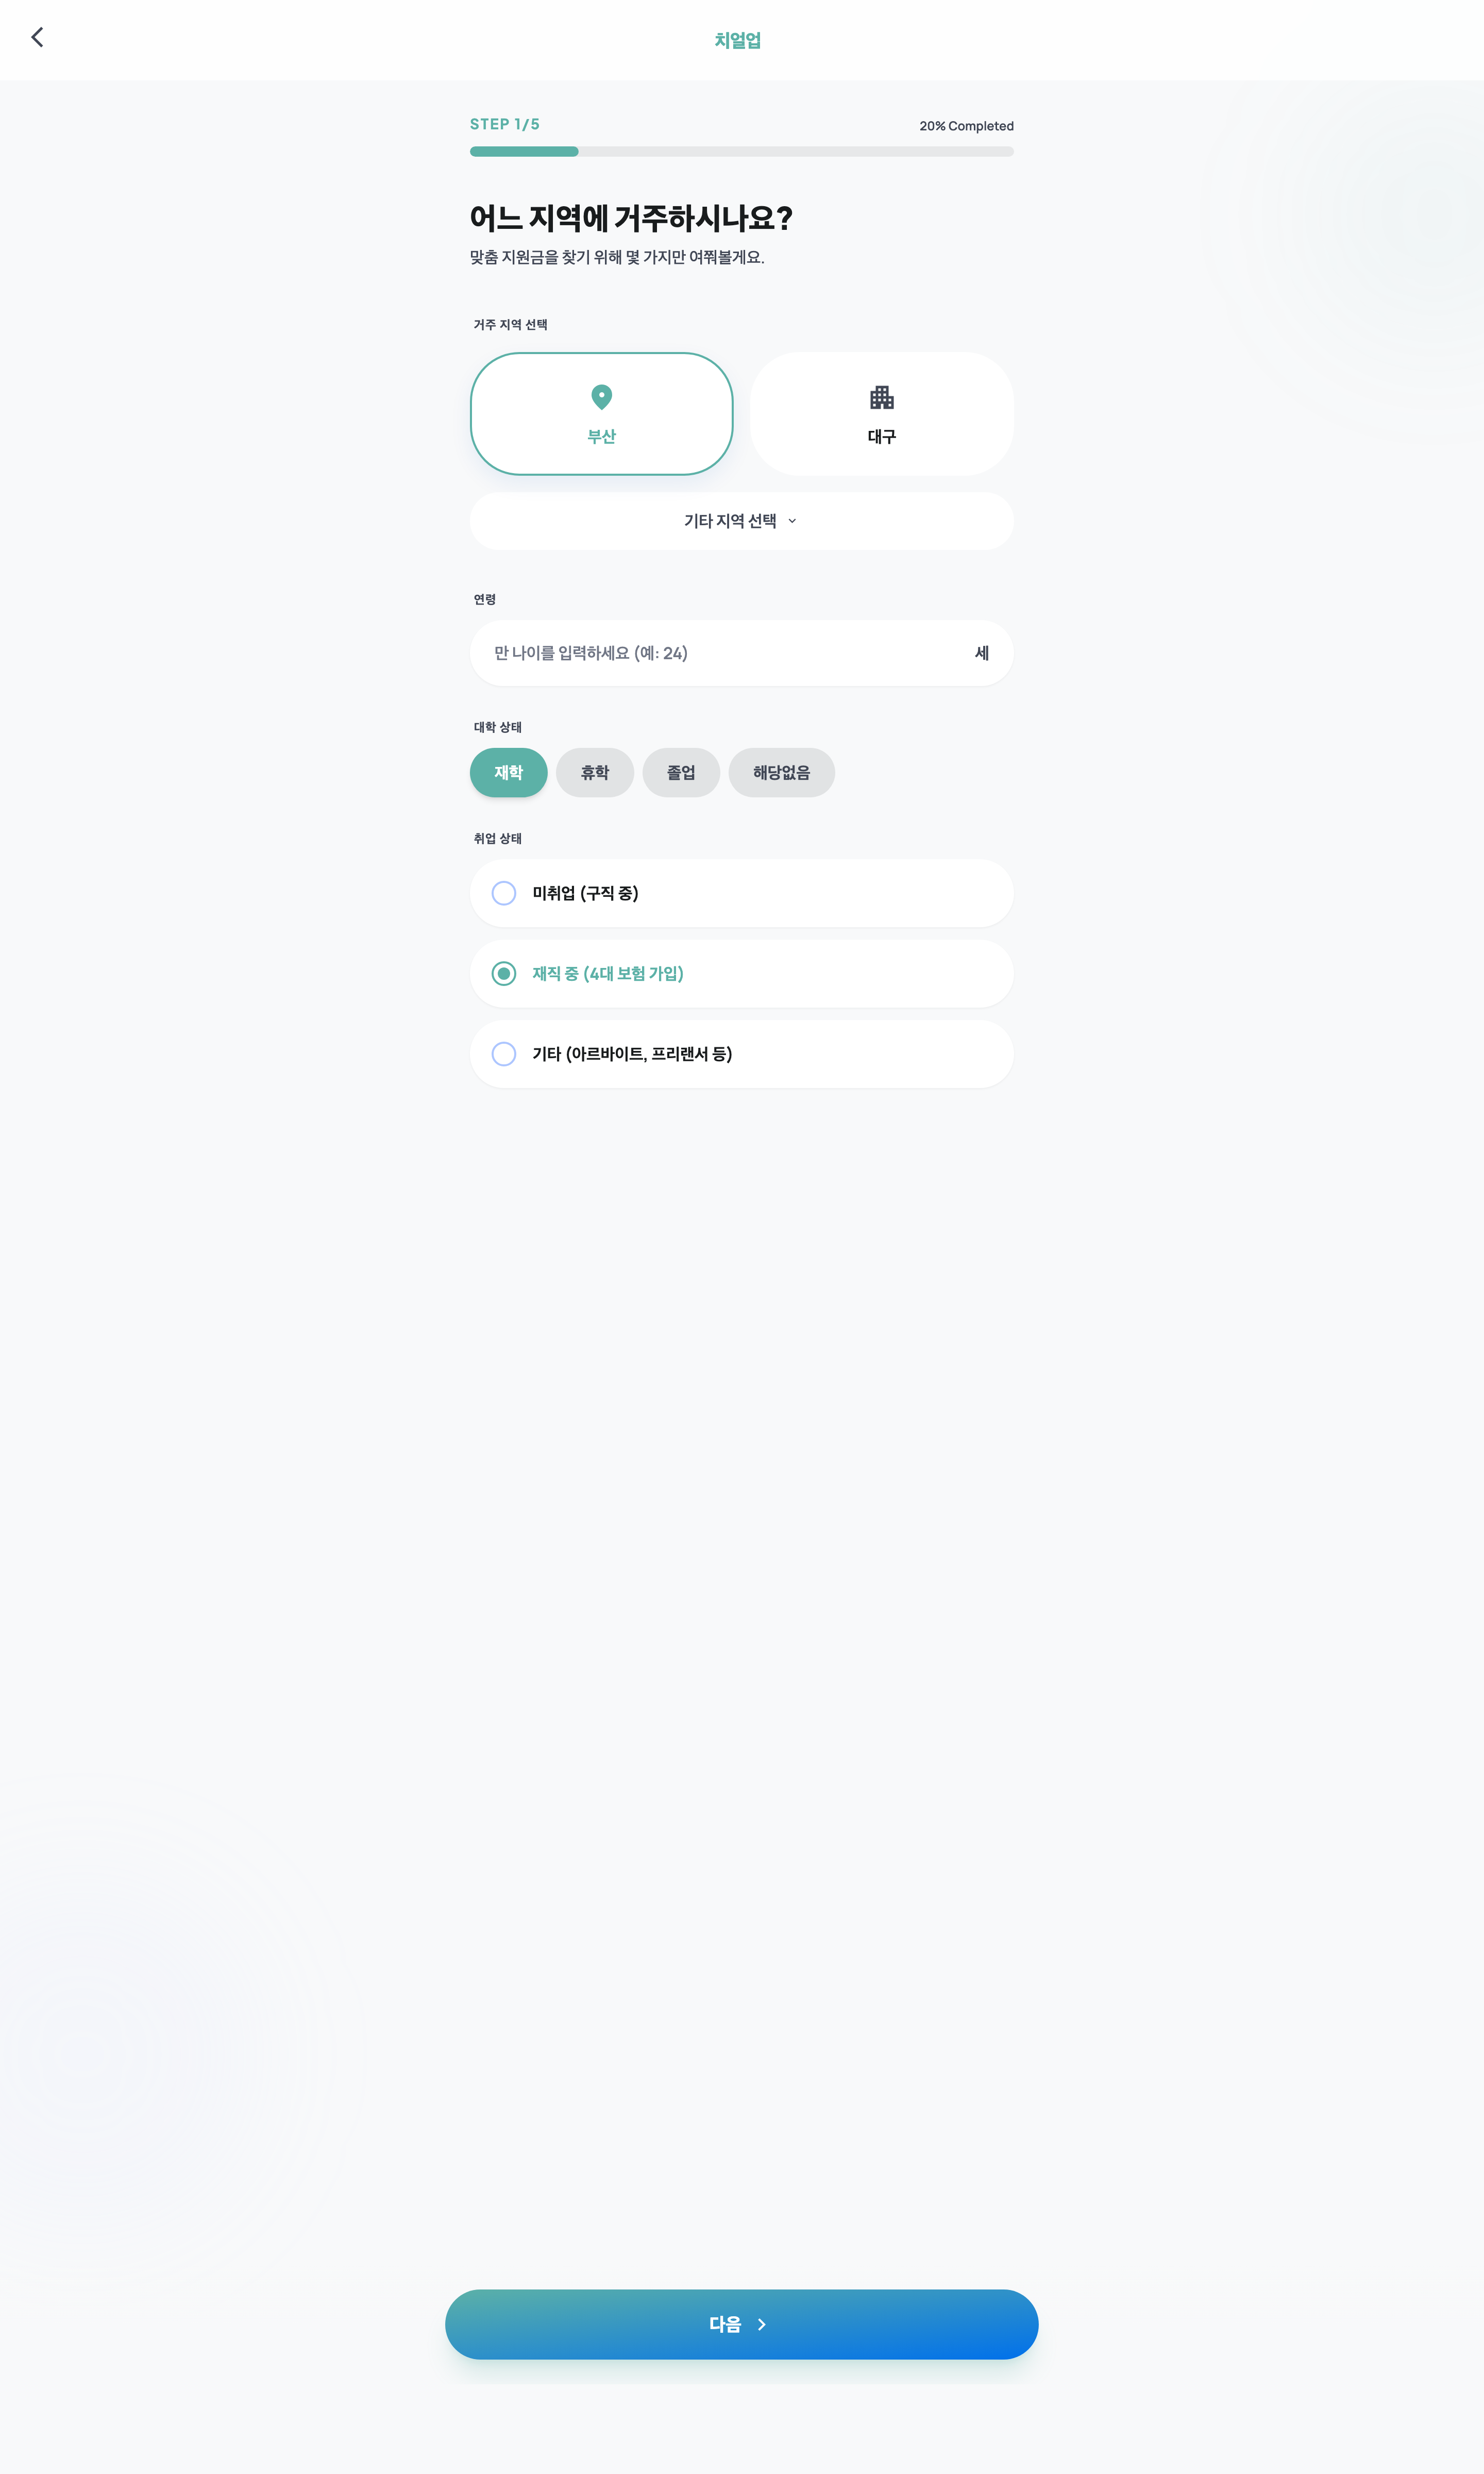 치얼업
STEP 1/5
20% Completed
어느 지역에 거주하시나요?
맞춤 지원금을 찾기 위해 몇 가지만 여쭤볼게요.
거주 지역 선택
부산
대구
기타 지역 선택
연령
만 나이를 입력하세요 (예: 24)
세
대학 상태
재학
휴학
졸업
해당없음
취업 상태
미취업 (구직 중)
재직 중 (4대 보험 가입)
기타 (아르바이트, 프리랜서 등)
다음